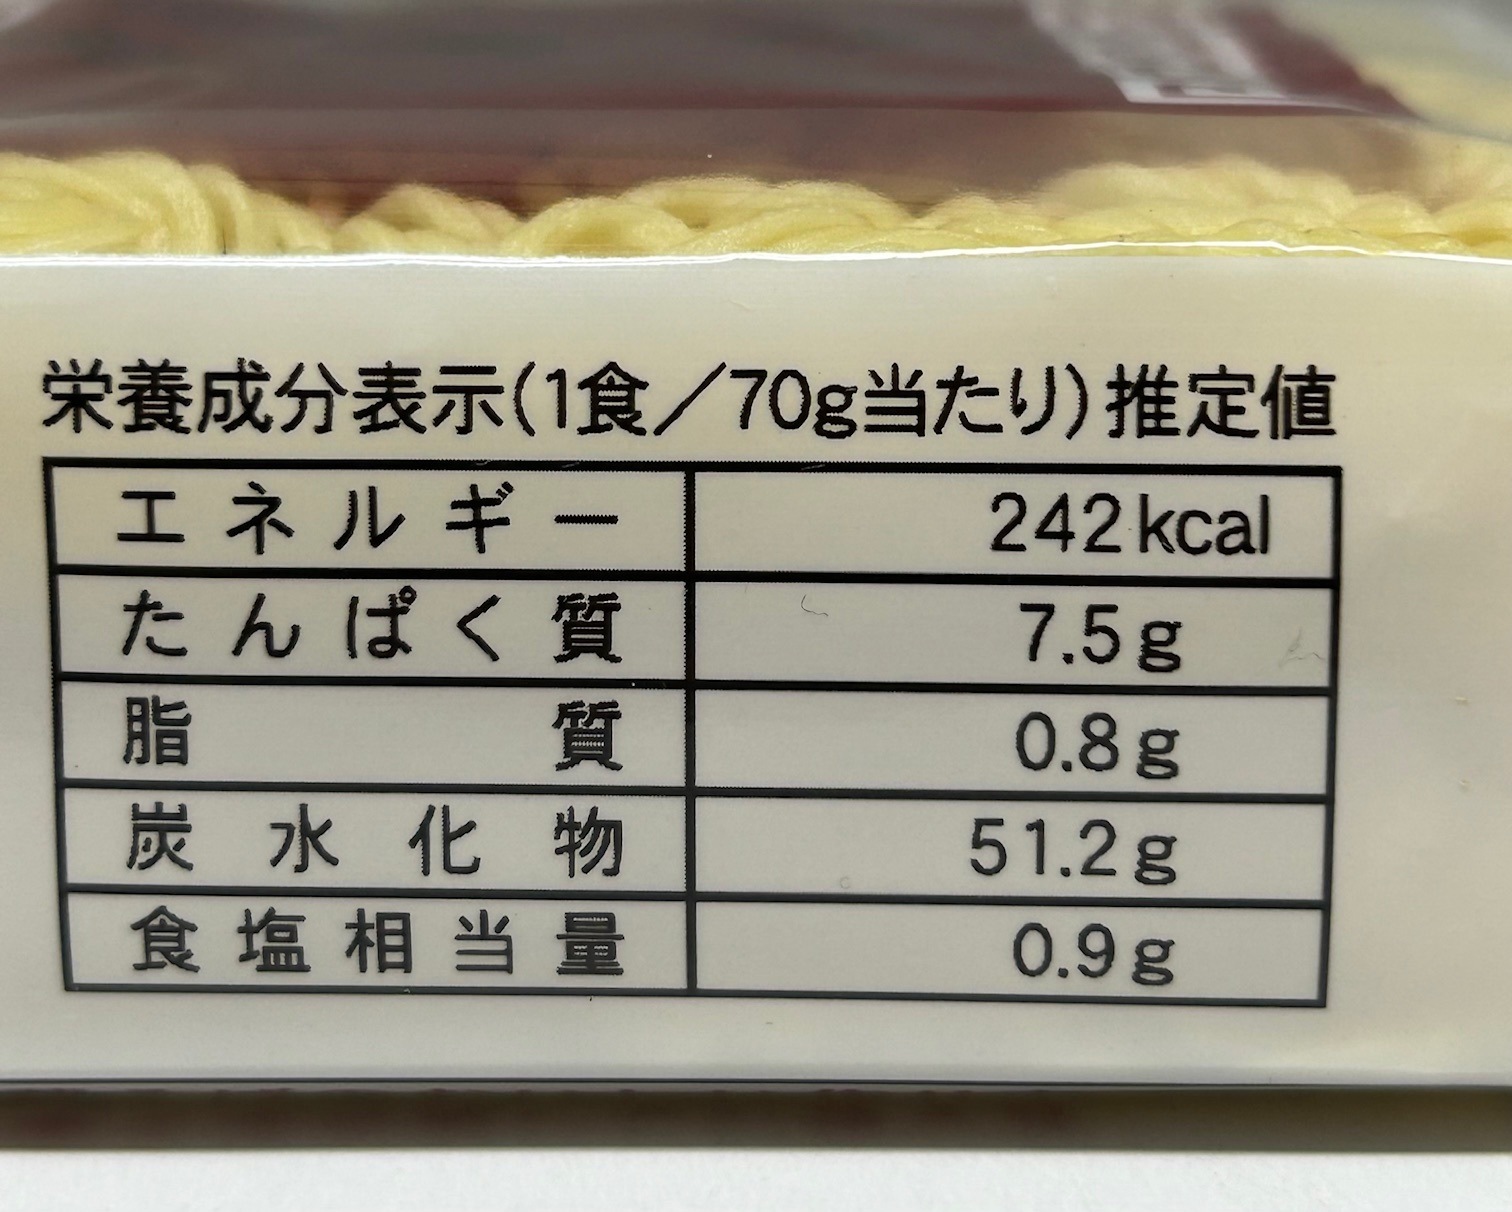 栄養成分表示(1食／70g当たり)推定値
エネルギー 242kcal
たんぱく質 7.5g
脂質 0.8g
炭水化物 51.2g
食塩相当量 0.9g